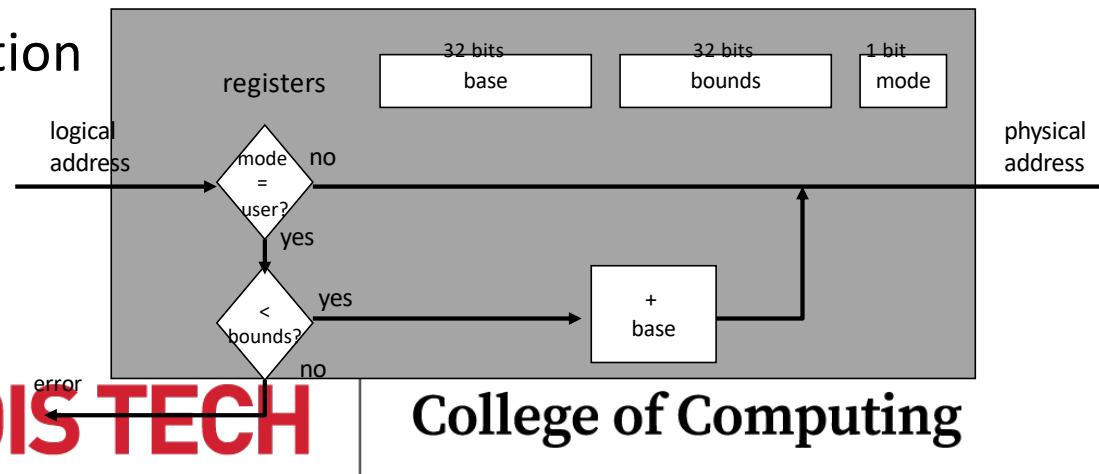 tion
32 bits
32 bits
1 bit
registers
base
bounds
mode
logical
address
mode
=
user?
no
physical
address
yes
<
bounds?
yes
+
base
no
error
OIS TECH
College of Computing